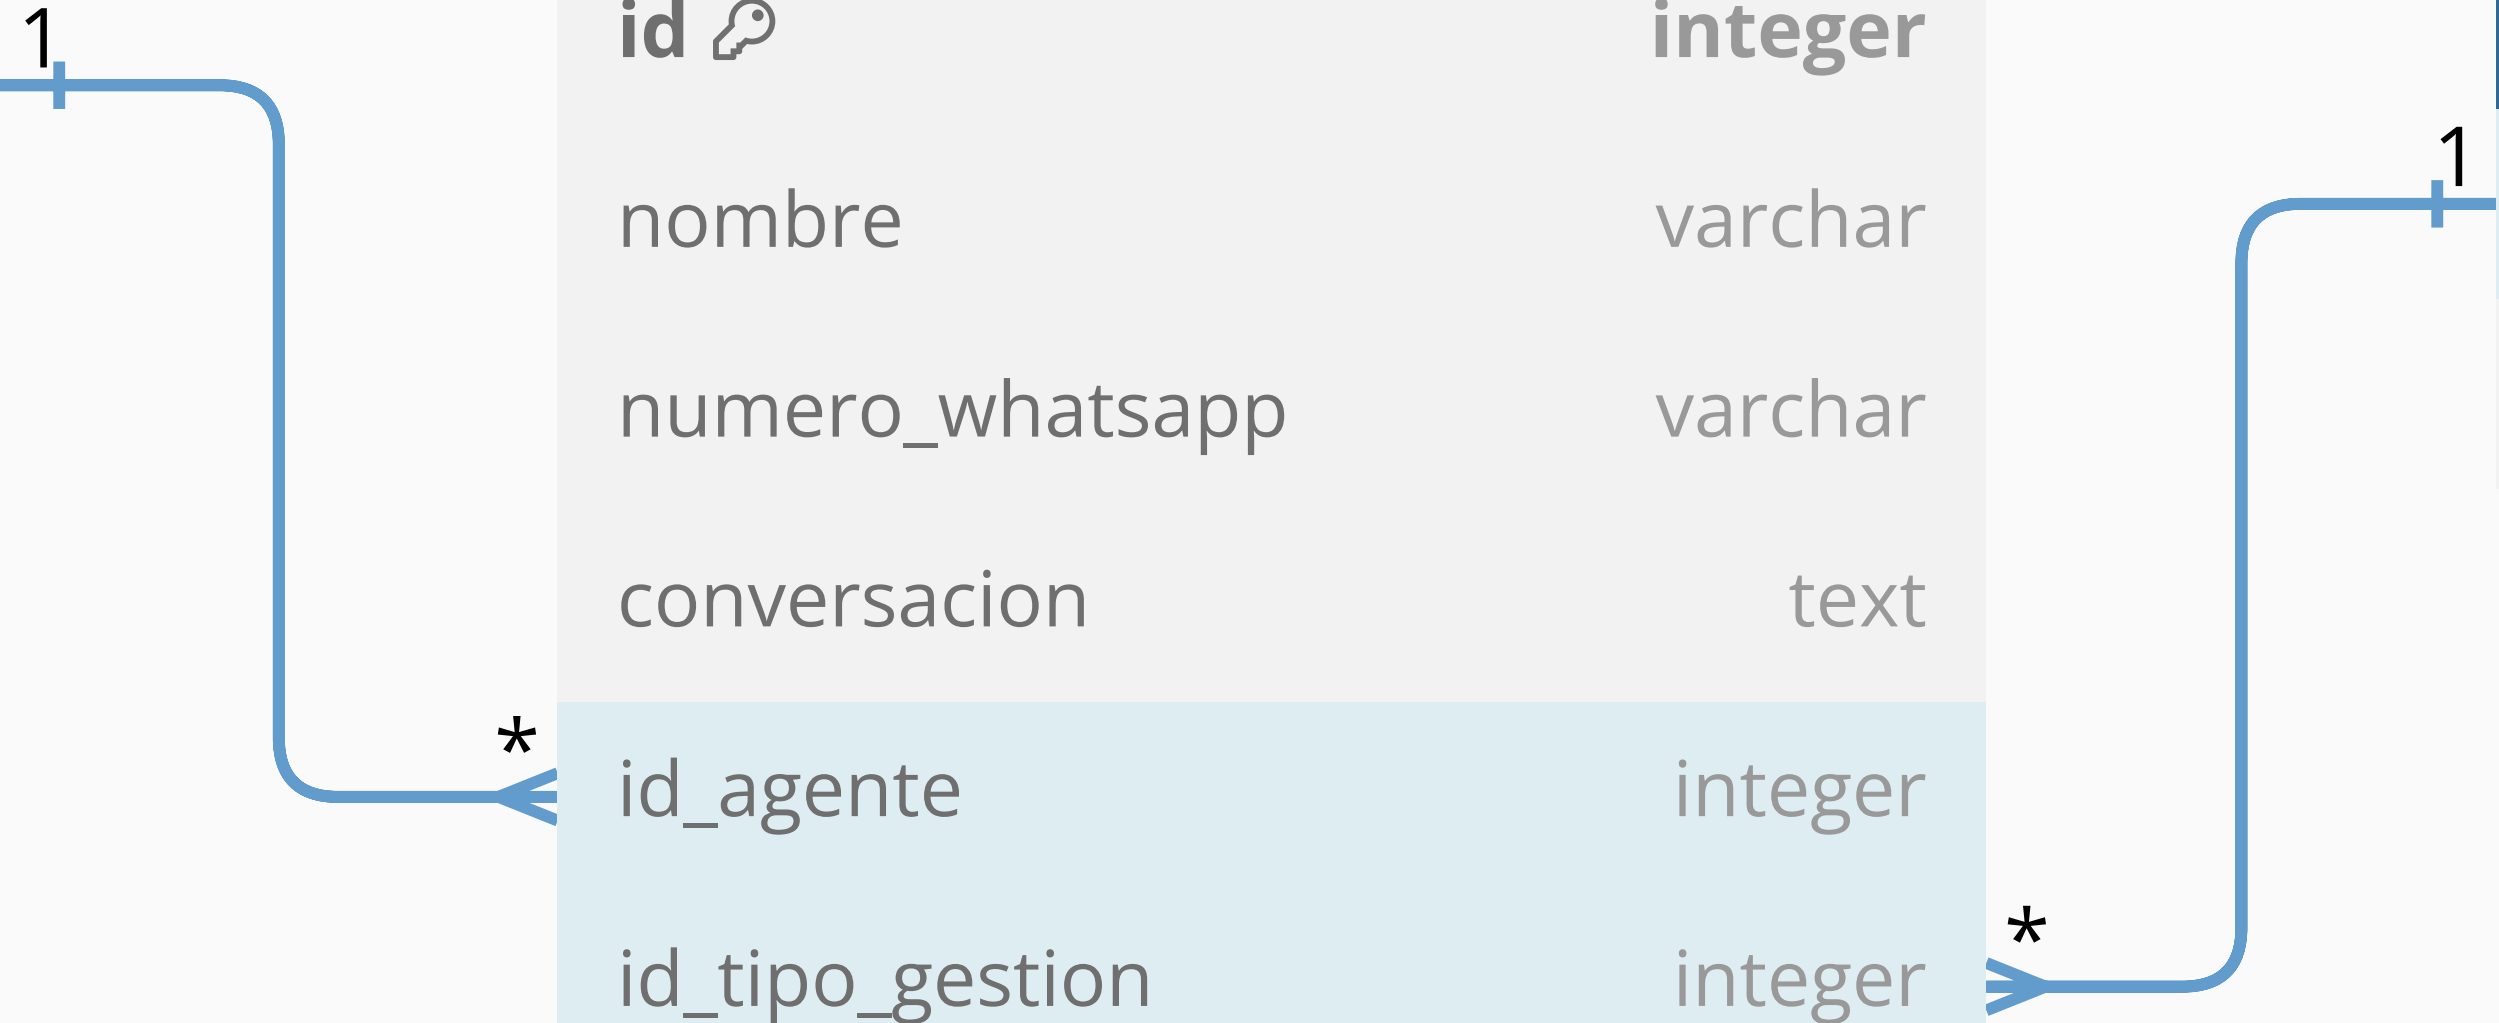 1
id integer
1
nombre varchar
numero_whatsapp varchar
conversacion text
*
id_agente integer
*
id_tipo_gestion integer